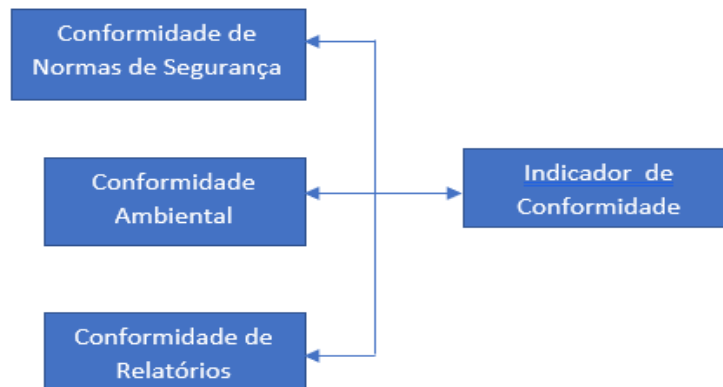 Conformidade de
Normas de Segurança
Conformidade
Ambiental
Indicador de
Conformidade
Conformidade de
Relatórios